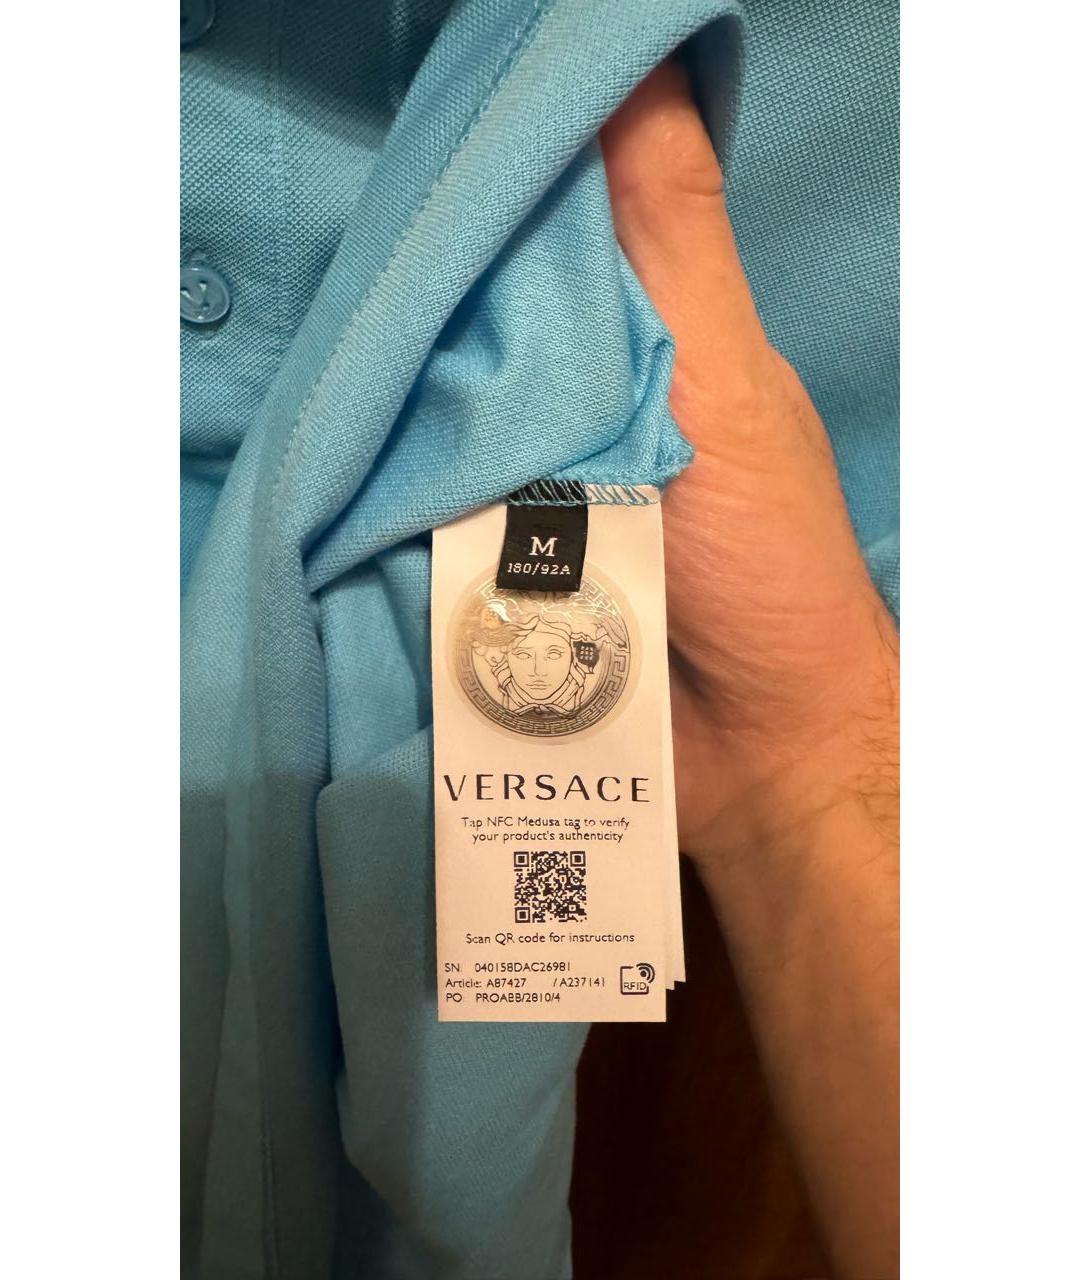 M
180/92A
VERSACE
Tap NFC Medusa tag to verify
your product's authenticity
Scan QR code for instructions
SN: 040158DAC26981
Article: A87427 /A237141
PO: PROABB/2810/4
RFID